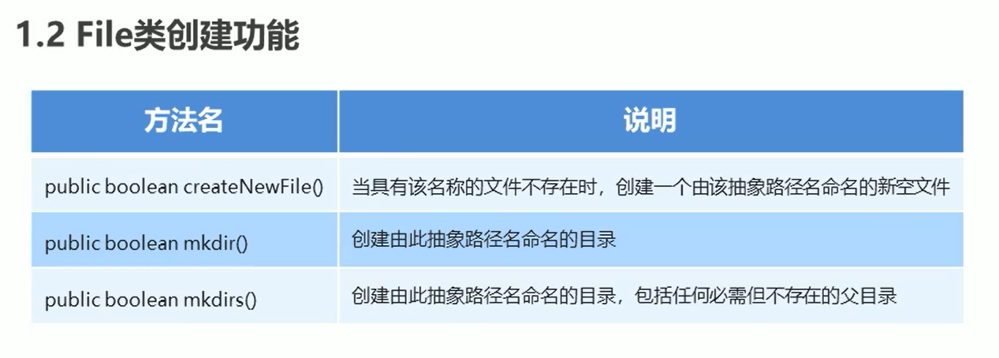 1.2 File类创建功能
方法名 说明
public boolean createNewFile() 当具有该名称的文件不存在时，创建一个由该抽象路径名命名的新空文件
public boolean mkdir() 创建由此抽象路径名命名的目录
public boolean mkdirs() 创建由此抽象路径名命名的目录，包括任何必需但不存在的父目录